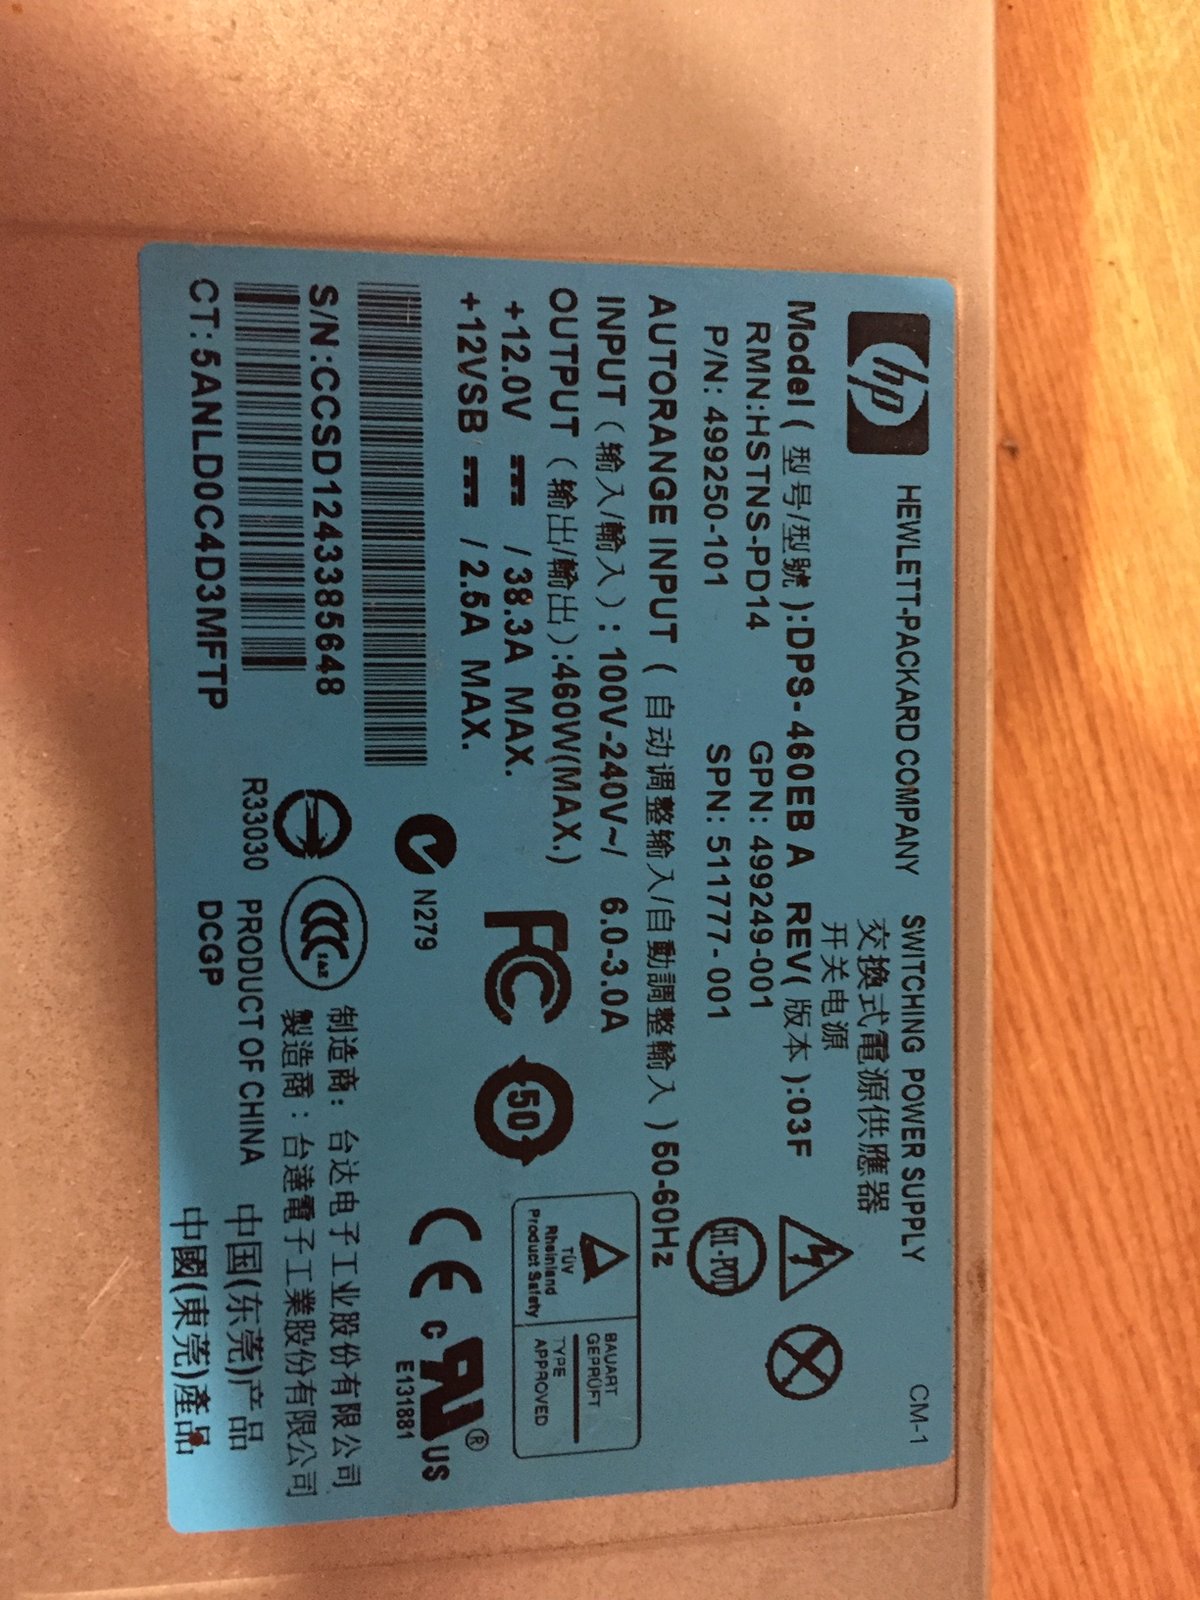 hp HEWLETT-PACKARD COMPANY SWITCHING POWER SUPPLY CM-1
交換式電源供應器
开关电源
Model ( 型号/型號 ):DPS-460EB A REV( 版本 ):03F
RMN:HSTNS-PD14 GPN: 499249-001
P/N: 499250-101 SPN: 511777-001
HI-POT
AUTORANGE INPUT ( 自动调整输入/自動調整輸入 ) 50-60Hz
INPUT ( 输入/輸入 ) : 100V-240V~/ 6.0-3.0A
OUTPUT ( 输出/輸出 ):460W(MAX.)
+12.0V ⎓ / 38.3A MAX.
+12VSB ⎓ / 2.5A MAX.
FC
50
TÜV
Rheinland
Product Safety
BAUART
GEPRÜFT
TYPE
APPROVED
N279
CE c RU ® US
E131881
S/N:CCSD1243385648
CCC
制造商: 台达电子工业股份有限公司
製造商 : 台達電子工業股份有限公司
R33030 PRODUCT OF CHINA 中国(东莞)产品
CT: 5ANLD0C4D3MFTP DCGP 中國(東莞)產品